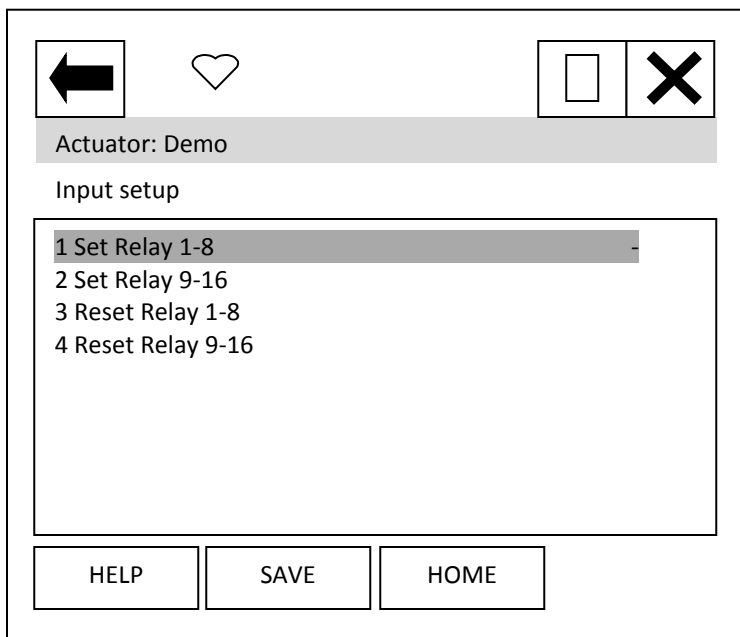 Actuator: Demo
Input setup
1 Set Relay 1-8 -
2 Set Relay 9-16
3 Reset Relay 1-8
4 Reset Relay 9-16
HELP SAVE HOME